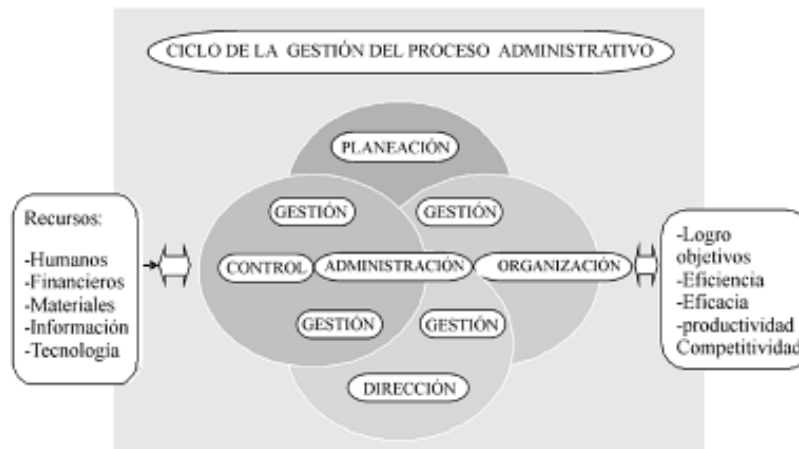 CICLO DE LA GESTIÓN DEL PROCESO ADMINISTRATIVO
PLANEACIÓN
GESTIÓN
GESTIÓN
Recursos:
-Humanos
-Financieros
-Materiales
-Información
-Tecnología
CONTROL
ADMINISTRACIÓN
ORGANIZACIÓN
-Logro
objetivos
-Eficiencia
-Eficacia
-productividad
Competitividad
GESTIÓN
GESTIÓN
DIRECCIÓN